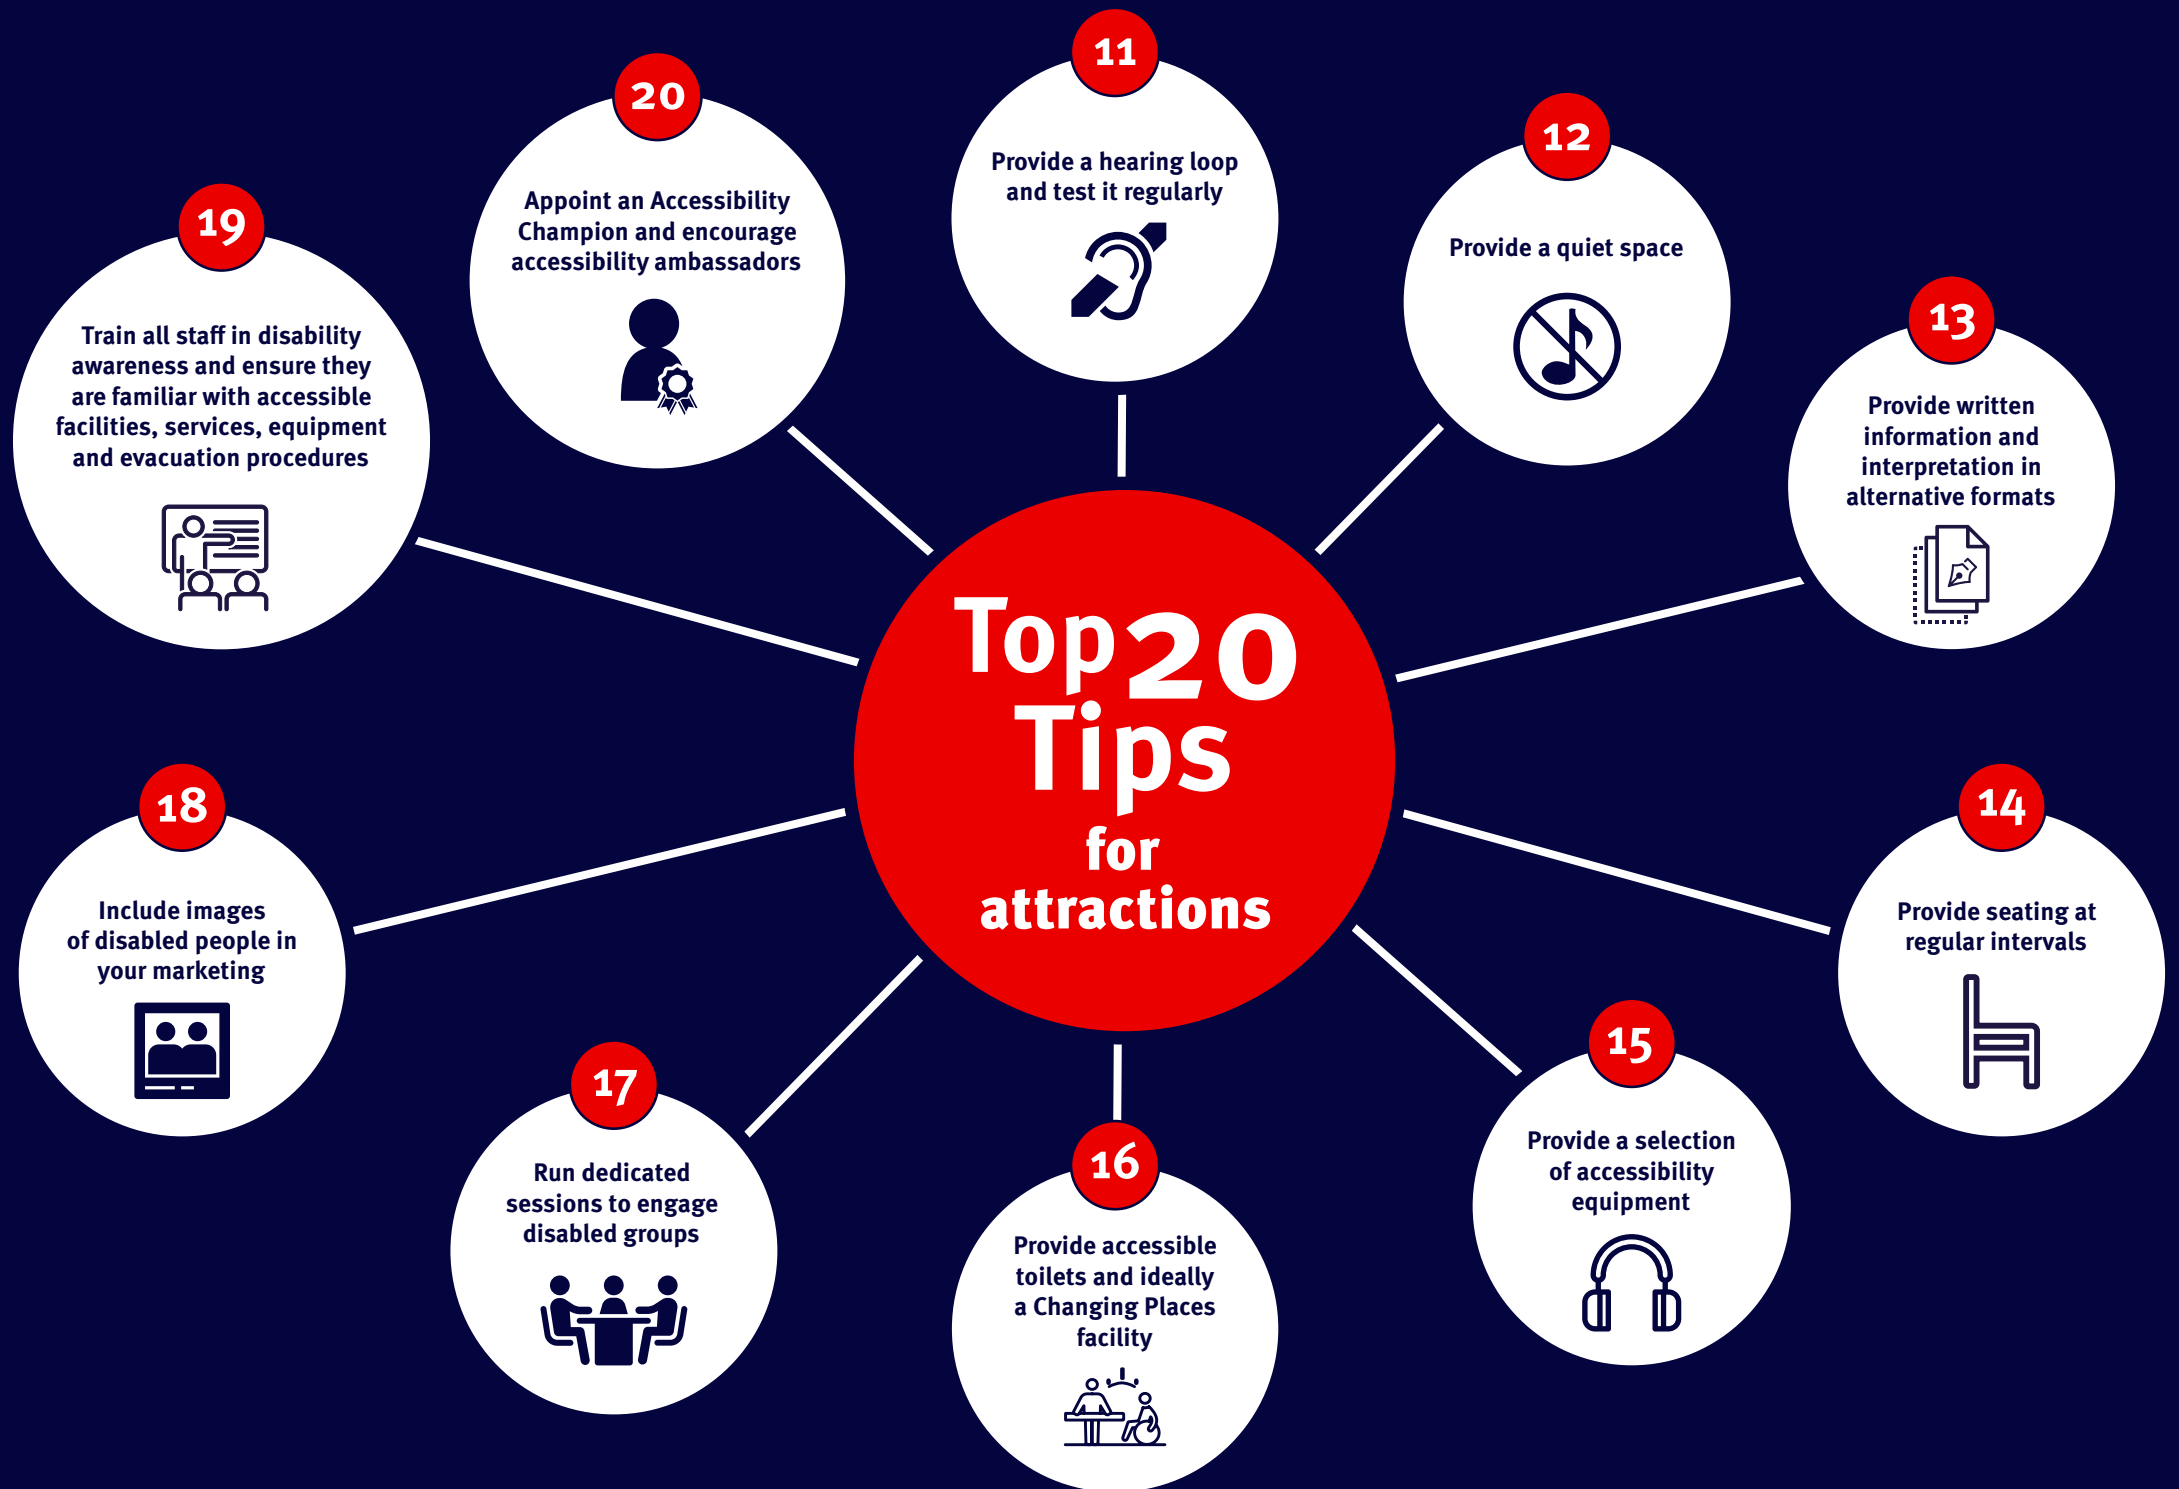 Top 20
Tips
for
attractions
11
Provide a hearing loop
and test it regularly
12
Provide a quiet space
13
Provide written
information and
interpretation in
alternative formats
14
Provide seating at
regular intervals
15
Provide a selection
of accessibility
equipment
16
Provide accessible
toilets and ideally
a Changing Places
facility
17
Run dedicated
sessions to engage
disabled groups
18
Include images
of disabled people in
your marketing
19
Train all staff in disability
awareness and ensure they
are familiar with accessible
facilities, services, equipment
and evacuation procedures
20
Appoint an Accessibility
Champion and encourage
accessibility ambassadors